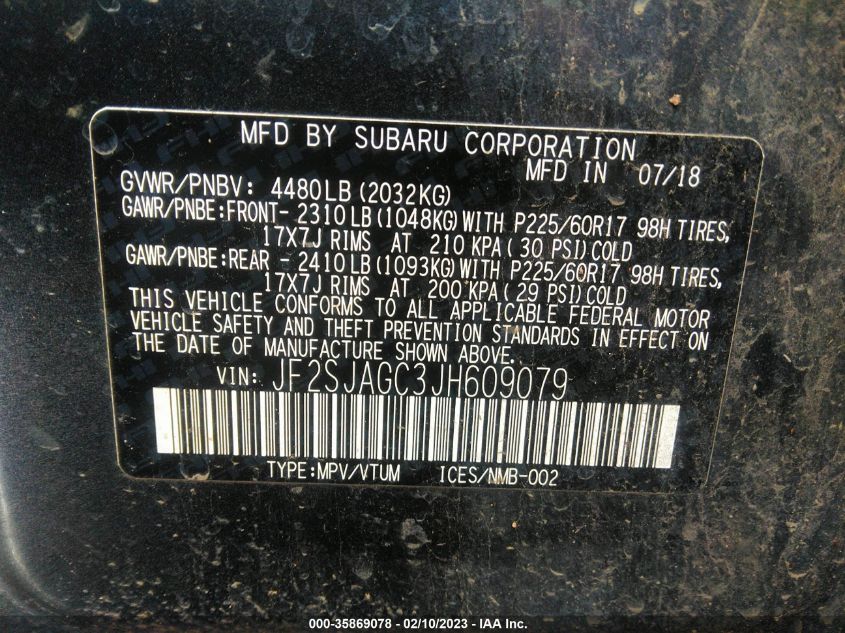 MFD BY SUBARU CORPORATION
MFD IN 07/18
GVWR/PNBV: 4480LB(2032KG)
GAWR/PNBE:FRONT- 2310LB(1048KG)WITH P225/60R17 98H TIRES,
17X7J RIMS AT 210 KPA( 30 PSI)COLD
GAWR/PNBE:REAR - 2410LB(1093KG)WITH P225/60R17 98H TIRES,
17X7J RIMS AT 200 KPA( 29 PSI)COLD
THIS VEHICLE CONFORMS TO ALL APPLICABLE FEDERAL MOTOR
VEHICLE SAFETY AND THEFT PREVENTION STANDARDS IN EFFECT ON
THE DATE OF MANUFACTURE SHOWN ABOVE.
VIN: JF2SJAGC3JH609079
TYPE:MPV/VTUM ICES/NMB-002
000-35869078 - 02/10/2023 - IAA Inc.